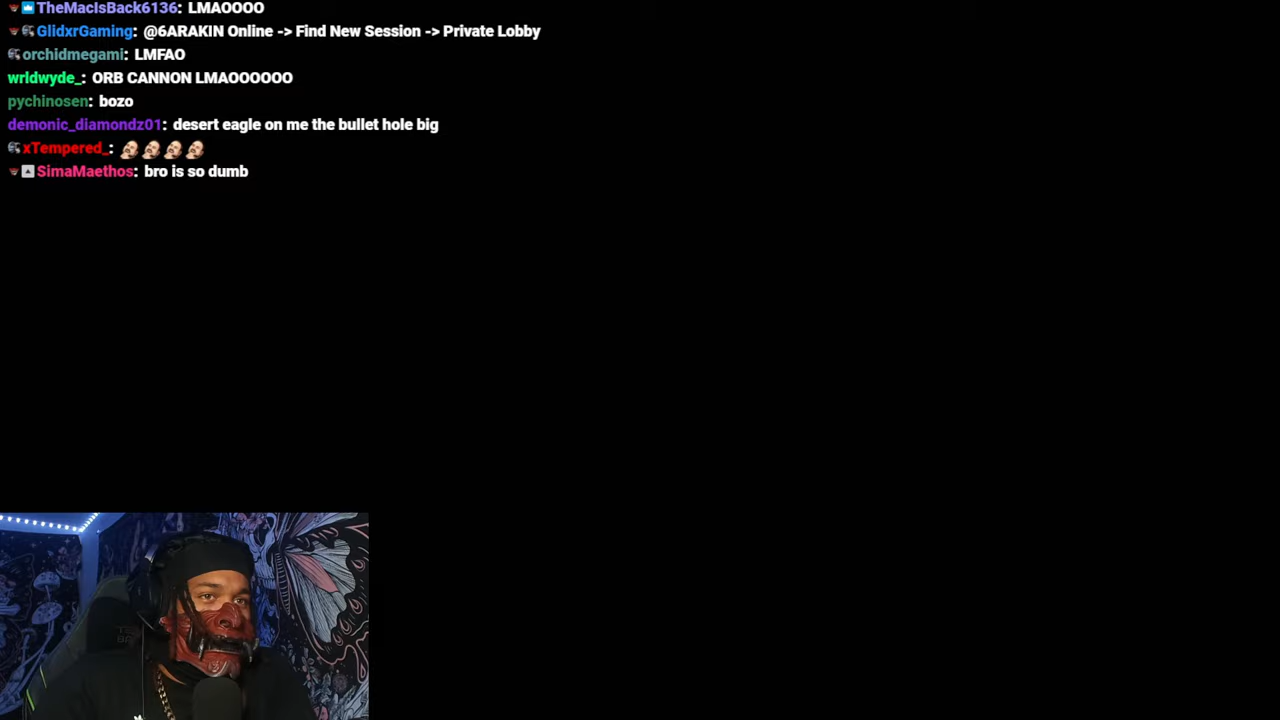 TheMacIsBack6136: LMAOOOO
GlidxrGaming: @6ARAKIN Online -> Find New Session -> Private Lobby
orchidmegami: LMFAO
wrldwyde_: ORB CANNON LMAOOOOOO
pychinosen: bozo
demonic_diamondz01: desert eagle on me the bullet hole big
xTempered_:
SimaMaethos: bro is so dumb